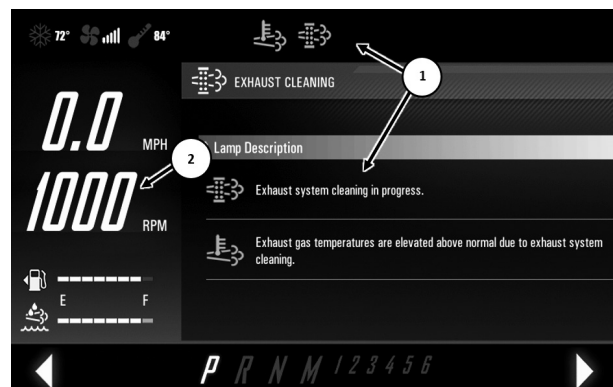 72° 84°
1
EXHAUST CLEANING
0.0 MPH
Lamp Description
2
Exhaust system cleaning in progress.
1000 RPM
Exhaust gas temperatures are elevated above normal due to exhaust system
cleaning.
E F
P R N M 1 2 3 4 5 6